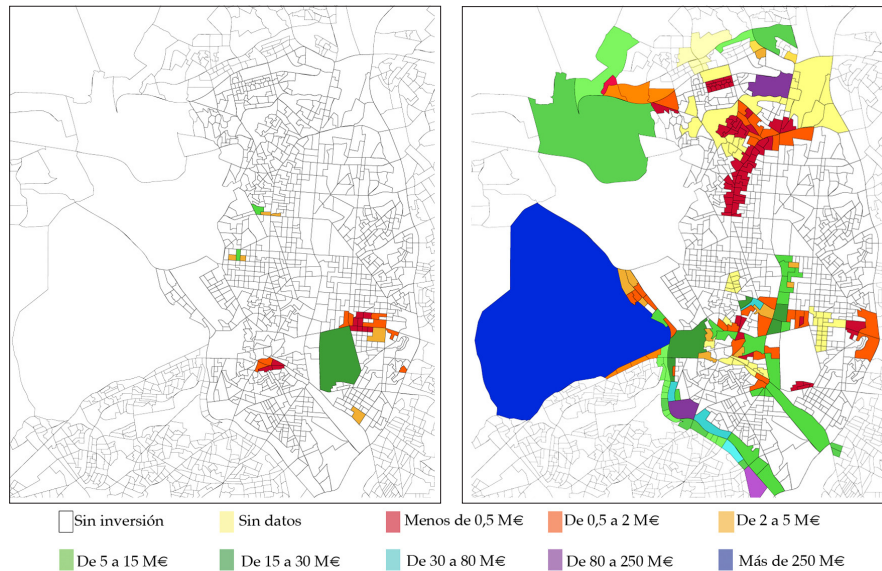 Sin inversión Sin datos Menos de 0,5 M€ De 0,5 a 2 M€ De 2 a 5 M€
De 5 a 15 M€ De 15 a 30 M€ De 30 a 80 M€ De 80 a 250 M€ Más de 250 M€